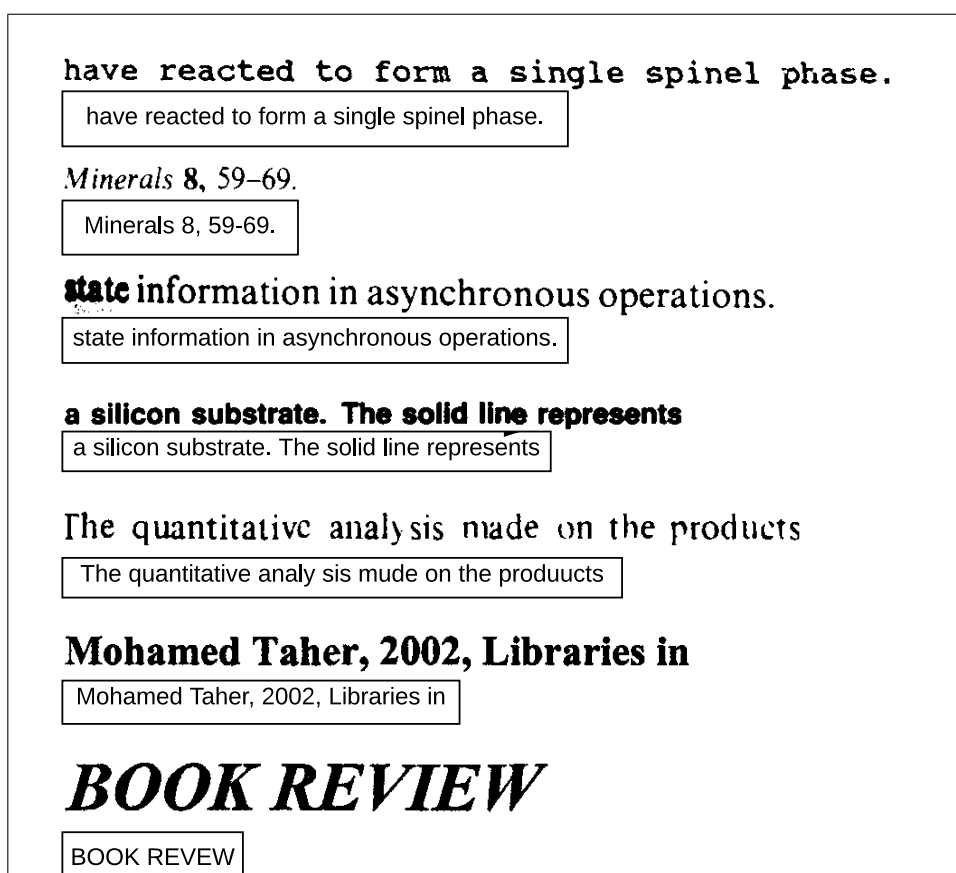 have reacted to form a single spinel phase.
have reacted to form a single spinel phase.
Minerals 8, 59–69.
Minerals 8, 59-69.
state information in asynchronous operations.
state information in asynchronous operations.
a silicon substrate. The solid line represents
a silicon substrate. The solid line represents
The quantitative analysis made on the products
The quantitative analy sis mude on the produucts
Mohamed Taher, 2002, Libraries in
Mohamed Taher, 2002, Libraries in
BOOK REVIEW
BOOK REVEW